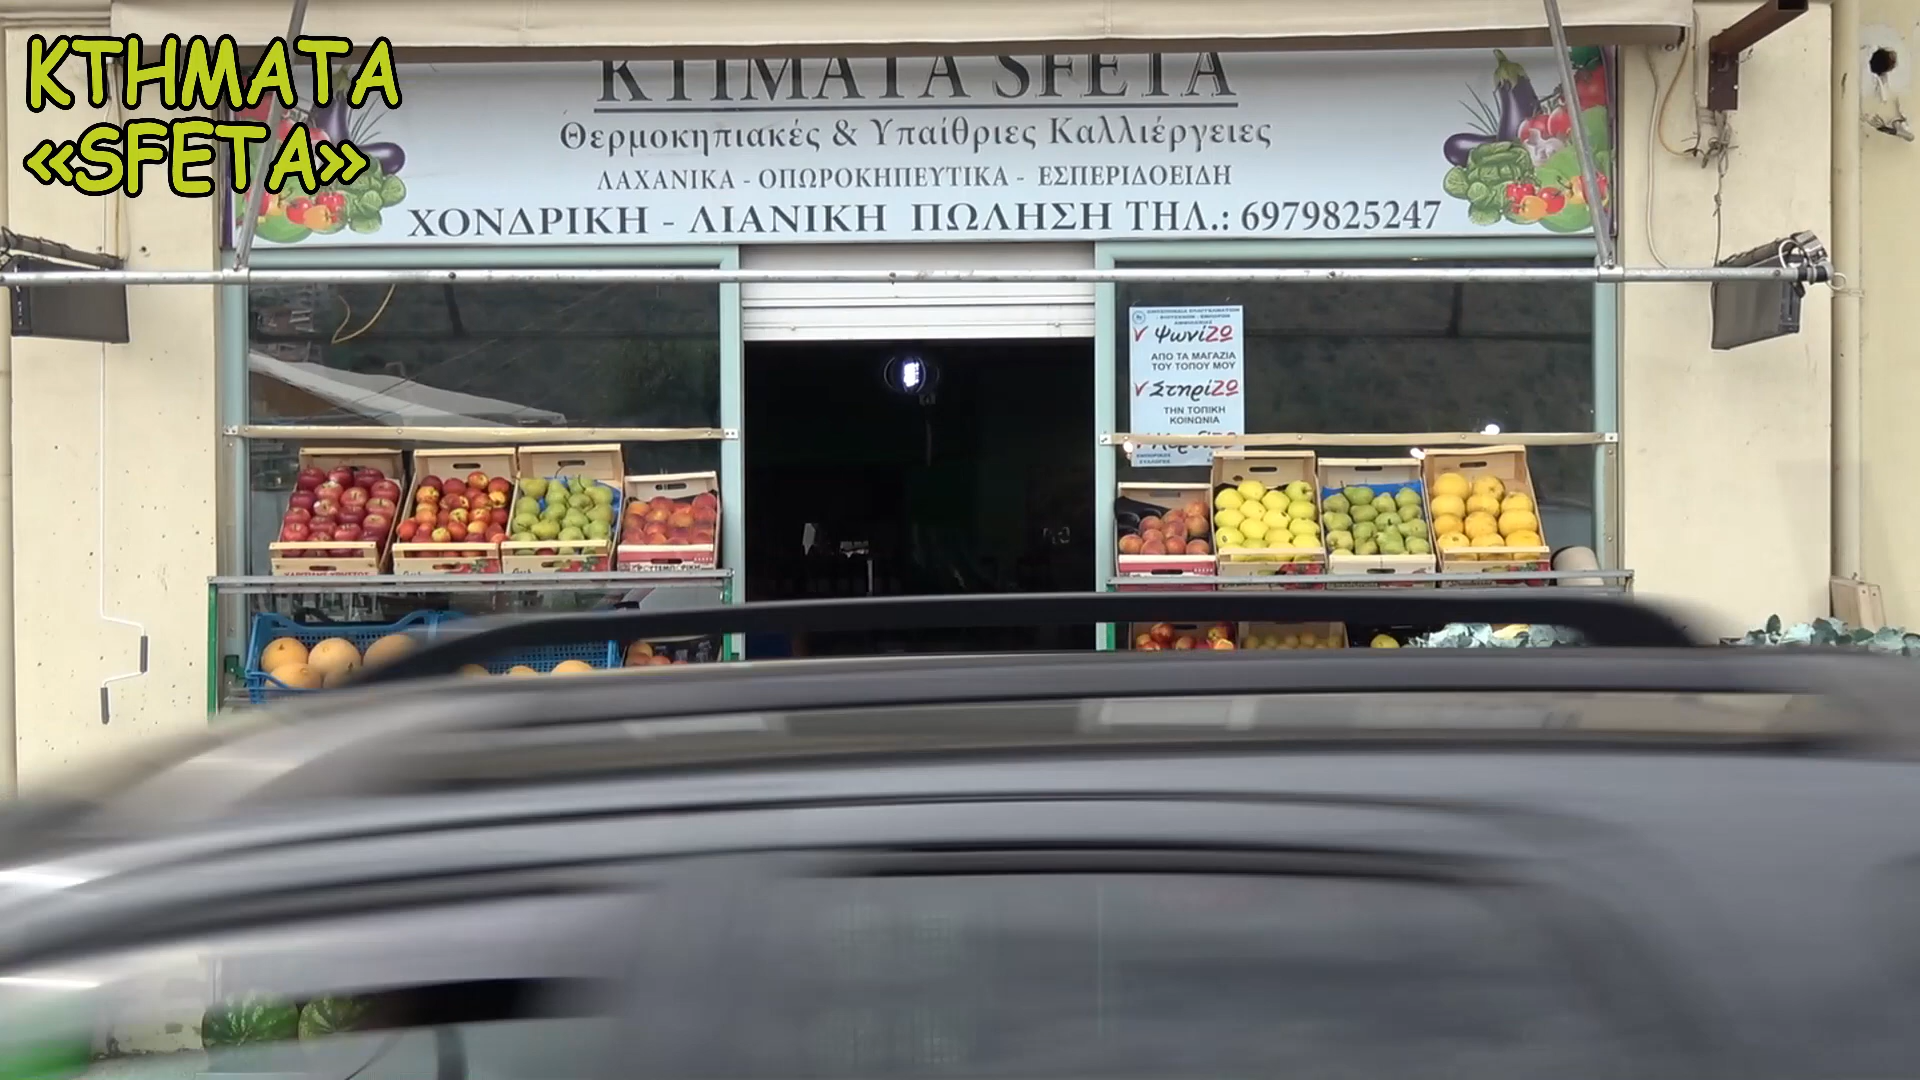 ΚΤΗΜΑΤΑ
«SFETA»
ΚΤΙΜΑΤΑ SFETA
Θερμοκηπιακές & Υπαίθριες Καλλιέργειες
ΛΑΧΑΝΙΚΑ - ΟΠΩΡΟΚΗΠΕΥΤΙΚΑ - ΕΣΠΕΡΙΔΟΕΙΔΗ
ΧΟΝΔΡΙΚΗ - ΛΙΑΝΙΚΗ ΠΩΛΗΣΗ ΤΗΛ.: 6979825247
ΨωνίΖΩ
ΑΠΟ ΤΑ ΜΑΓΑΖΙΑ
ΤΟΥ ΤΟΠΟΥ ΜΟΥ
ΣτηρίΖΩ
ΤΗΝ ΤΟΠΙΚΗ
ΚΟΙΝΩΝΙΑ